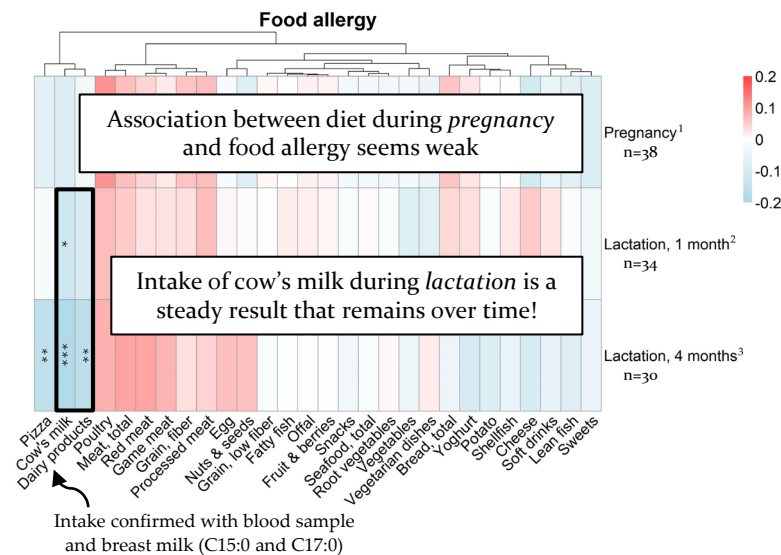 Food allergy
Association between diet during pregnancy
and food allergy seems weak
0.2
0.1
0
-0.1
-0.2
Pregnancy¹
n=38
*
Lactation, 1 month²
n=34
Intake of cow's milk during lactation is a
steady result that remains over time!
**
***
**
Lactation, 4 months³
n=30
Pizza
Cow's milk
Dairy products
Poultry
Meat, total
Red meat
Game meat
Grain, fiber
Processed meat
Egg
Nuts & seeds
Grain, low fiber
Fatty fish
Offal
Fruit & berries
Snacks
Seafood, total
Root vegetables
Vegetables
Vegetarian dishes
Bread, total
Yoghurt
Potato
Shellfish
Cheese
Soft drinks
Lean fish
Sweets
Intake confirmed with blood sample
and breast milk (C15:0 and C17:0)